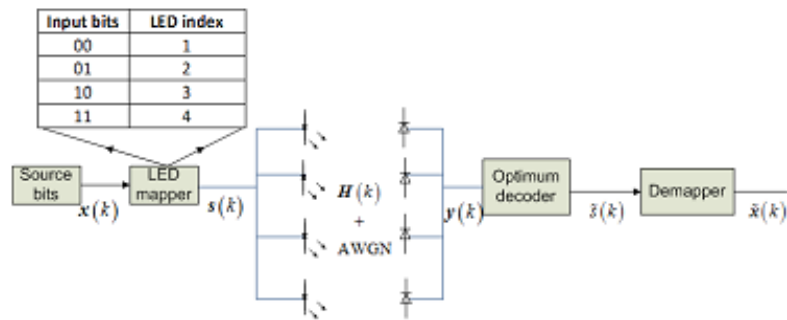 Input bits LED index
00 1
01 2
10 3
11 4
Source
bits
x(k)
LED
mapper
s(k)
H(k)
+
AWGN
y(k)
Optimum
decoder
s̃(k)
Demapper
x̃(k)